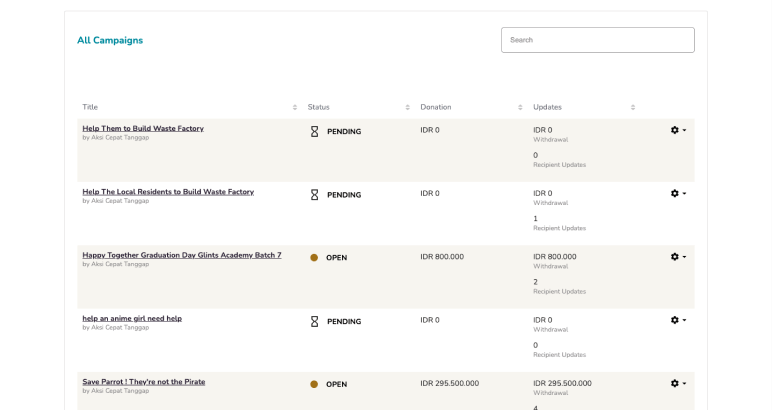 All Campaigns
Search
Title Status Donation Updates
Help Them to Build Waste Factory PENDING IDR 0 IDR 0
by Aksi Cepat Tanggap Withdrawal
0
Recipient Updates
Help The Local Residents to Build Waste Factory PENDING IDR 0 IDR 0
by Aksi Cepat Tanggap Withdrawal
1
Recipient Updates
Happy Together Graduation Day Glints Academy Batch 7 OPEN IDR 800.000 IDR 800.000
by Aksi Cepat Tanggap Withdrawal
2
Recipient Updates
help an anime girl need help PENDING IDR 0 IDR 0
by Aksi Cepat Tanggap Withdrawal
0
Recipient Updates
Save Parrot ! They're not the Pirate OPEN IDR 295.500.000 IDR 295.500.000
by Aksi Cepat Tanggap Withdrawal
4